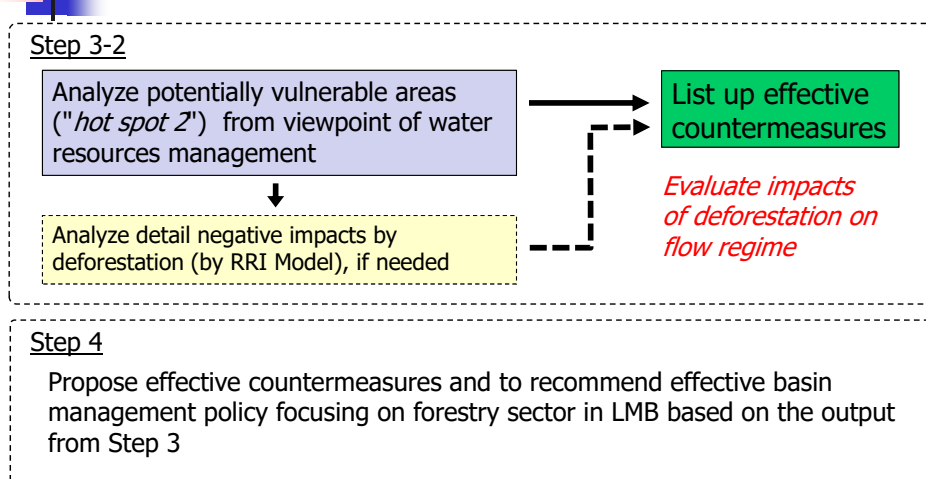 Step 3-2
Analyze potentially vulnerable areas
("hot spot 2") from viewpoint of water
resources management
List up effective
countermeasures
Analyze detail negative impacts by
deforestation (by RRI Model), if needed
Evaluate impacts
of deforestation on
flow regime
Step 4
Propose effective countermeasures and to recommend effective basin
management policy focusing on forestry sector in LMB based on the output
from Step 3